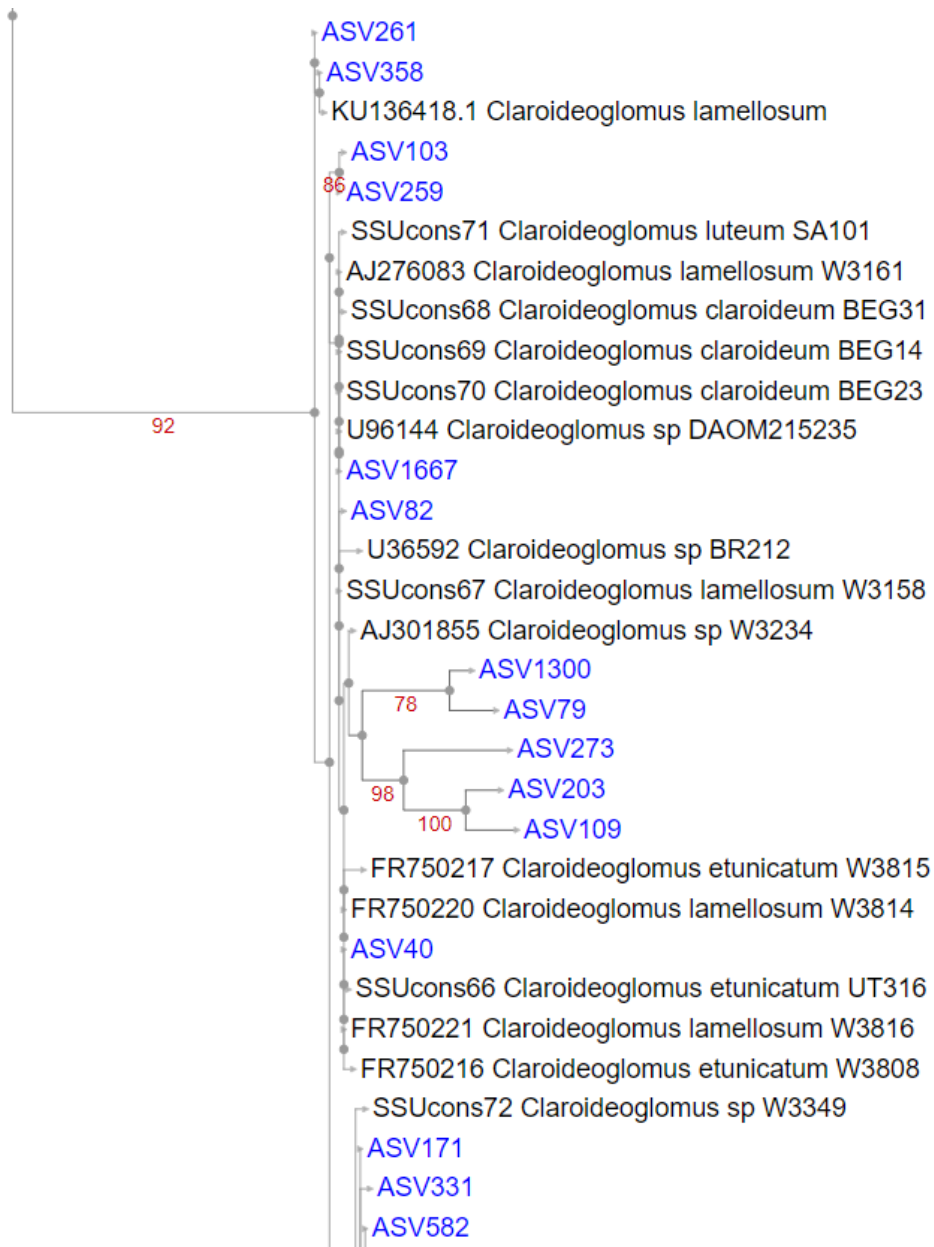 ASV261
ASV358
KU136418.1 Claroideoglomus lamellosum
ASV103
86
ASV259
SSUcons71 Claroideoglomus luteum SA101
AJ276083 Claroideoglomus lamellosum W3161
SSUcons68 Claroideoglomus claroideum BEG31
SSUcons69 Claroideoglomus claroideum BEG14
SSUcons70 Claroideoglomus claroideum BEG23
92
U96144 Claroideoglomus sp DAOM215235
ASV1667
ASV82
U36592 Claroideoglomus sp BR212
SSUcons67 Claroideoglomus lamellosum W3158
AJ301855 Claroideoglomus sp W3234
ASV1300
78
ASV79
ASV273
98
ASV203
100
ASV109
FR750217 Claroideoglomus etunicatum W3815
FR750220 Claroideoglomus lamellosum W3814
ASV40
SSUcons66 Claroideoglomus etunicatum UT316
FR750221 Claroideoglomus lamellosum W3816
FR750216 Claroideoglomus etunicatum W3808
SSUcons72 Claroideoglomus sp W3349
ASV171
ASV331
ASV582